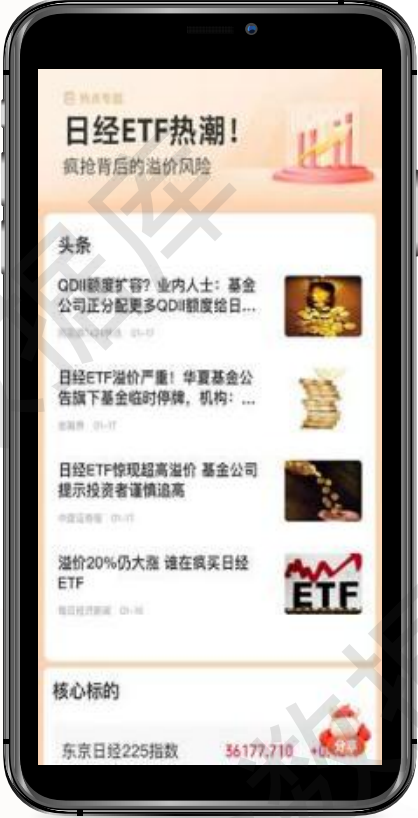 热点专题
日经ETF热潮！
疯抢背后的溢价风险
头条
QDII额度扩容？业内人士：基金
公司正分配更多QDII额度给日...
01-17
日经ETF溢价严重！华夏基金公
告旗下基金临时停牌，机构：...
金融界 01-17
日经ETF惊现超高溢价 基金公司
提示投资者谨慎追高
中国证券报 01-17
溢价20%仍大涨 谁在疯买日经
ETF
ETF
每日经济新闻 01-16
核心标的
东京日经225指数 36177.710
分享
数据库